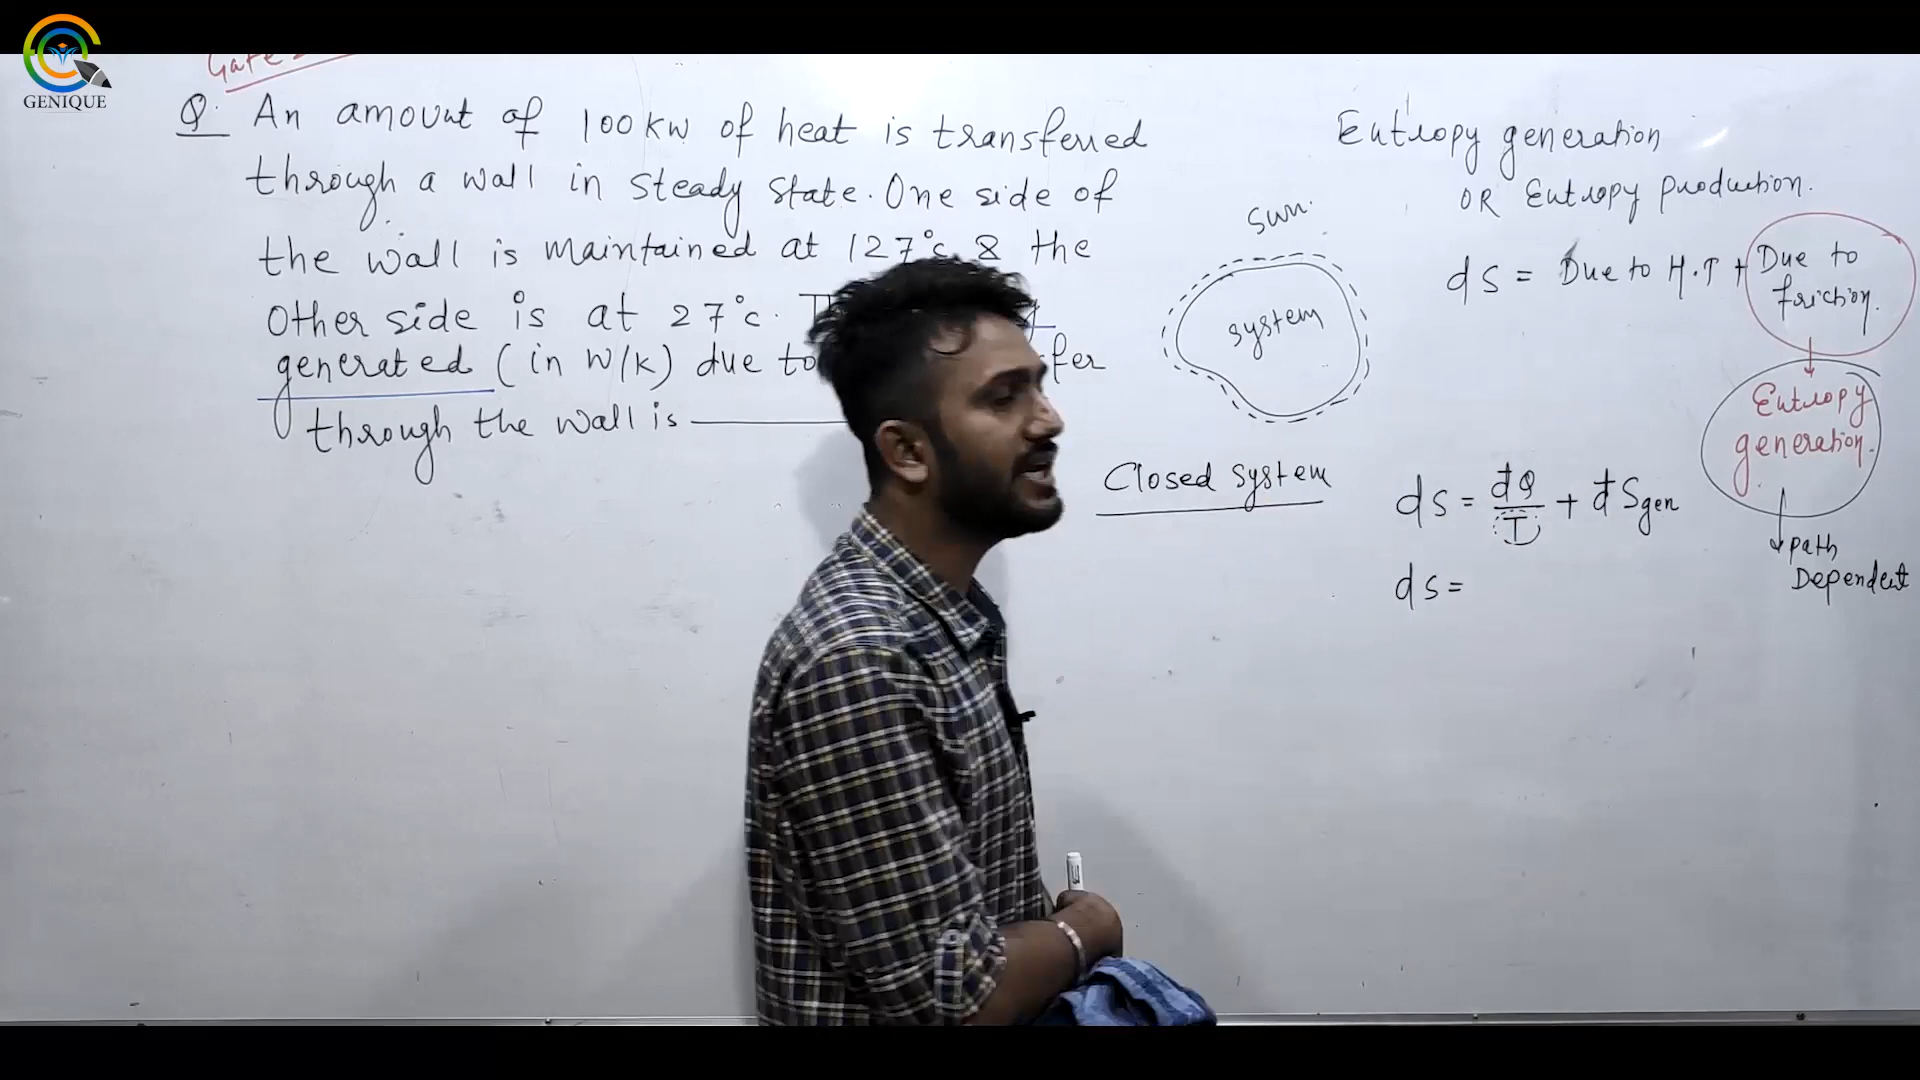 GENIQUE
Gate
Q. An amount of 100 kw of heat is transferred
through a wall in steady state. One side of
the wall is maintained at 127°c & the
Other side is at 27°c.
generated (in W/K) due to
through the wall is
Entropy generation
OR Entropy production.
Surr.
system
ds = Due to H.T + Due to
friction.
Entropy
generation.
Closed system
ds = đQ/T + đSgen
Path
Dependent
ds =